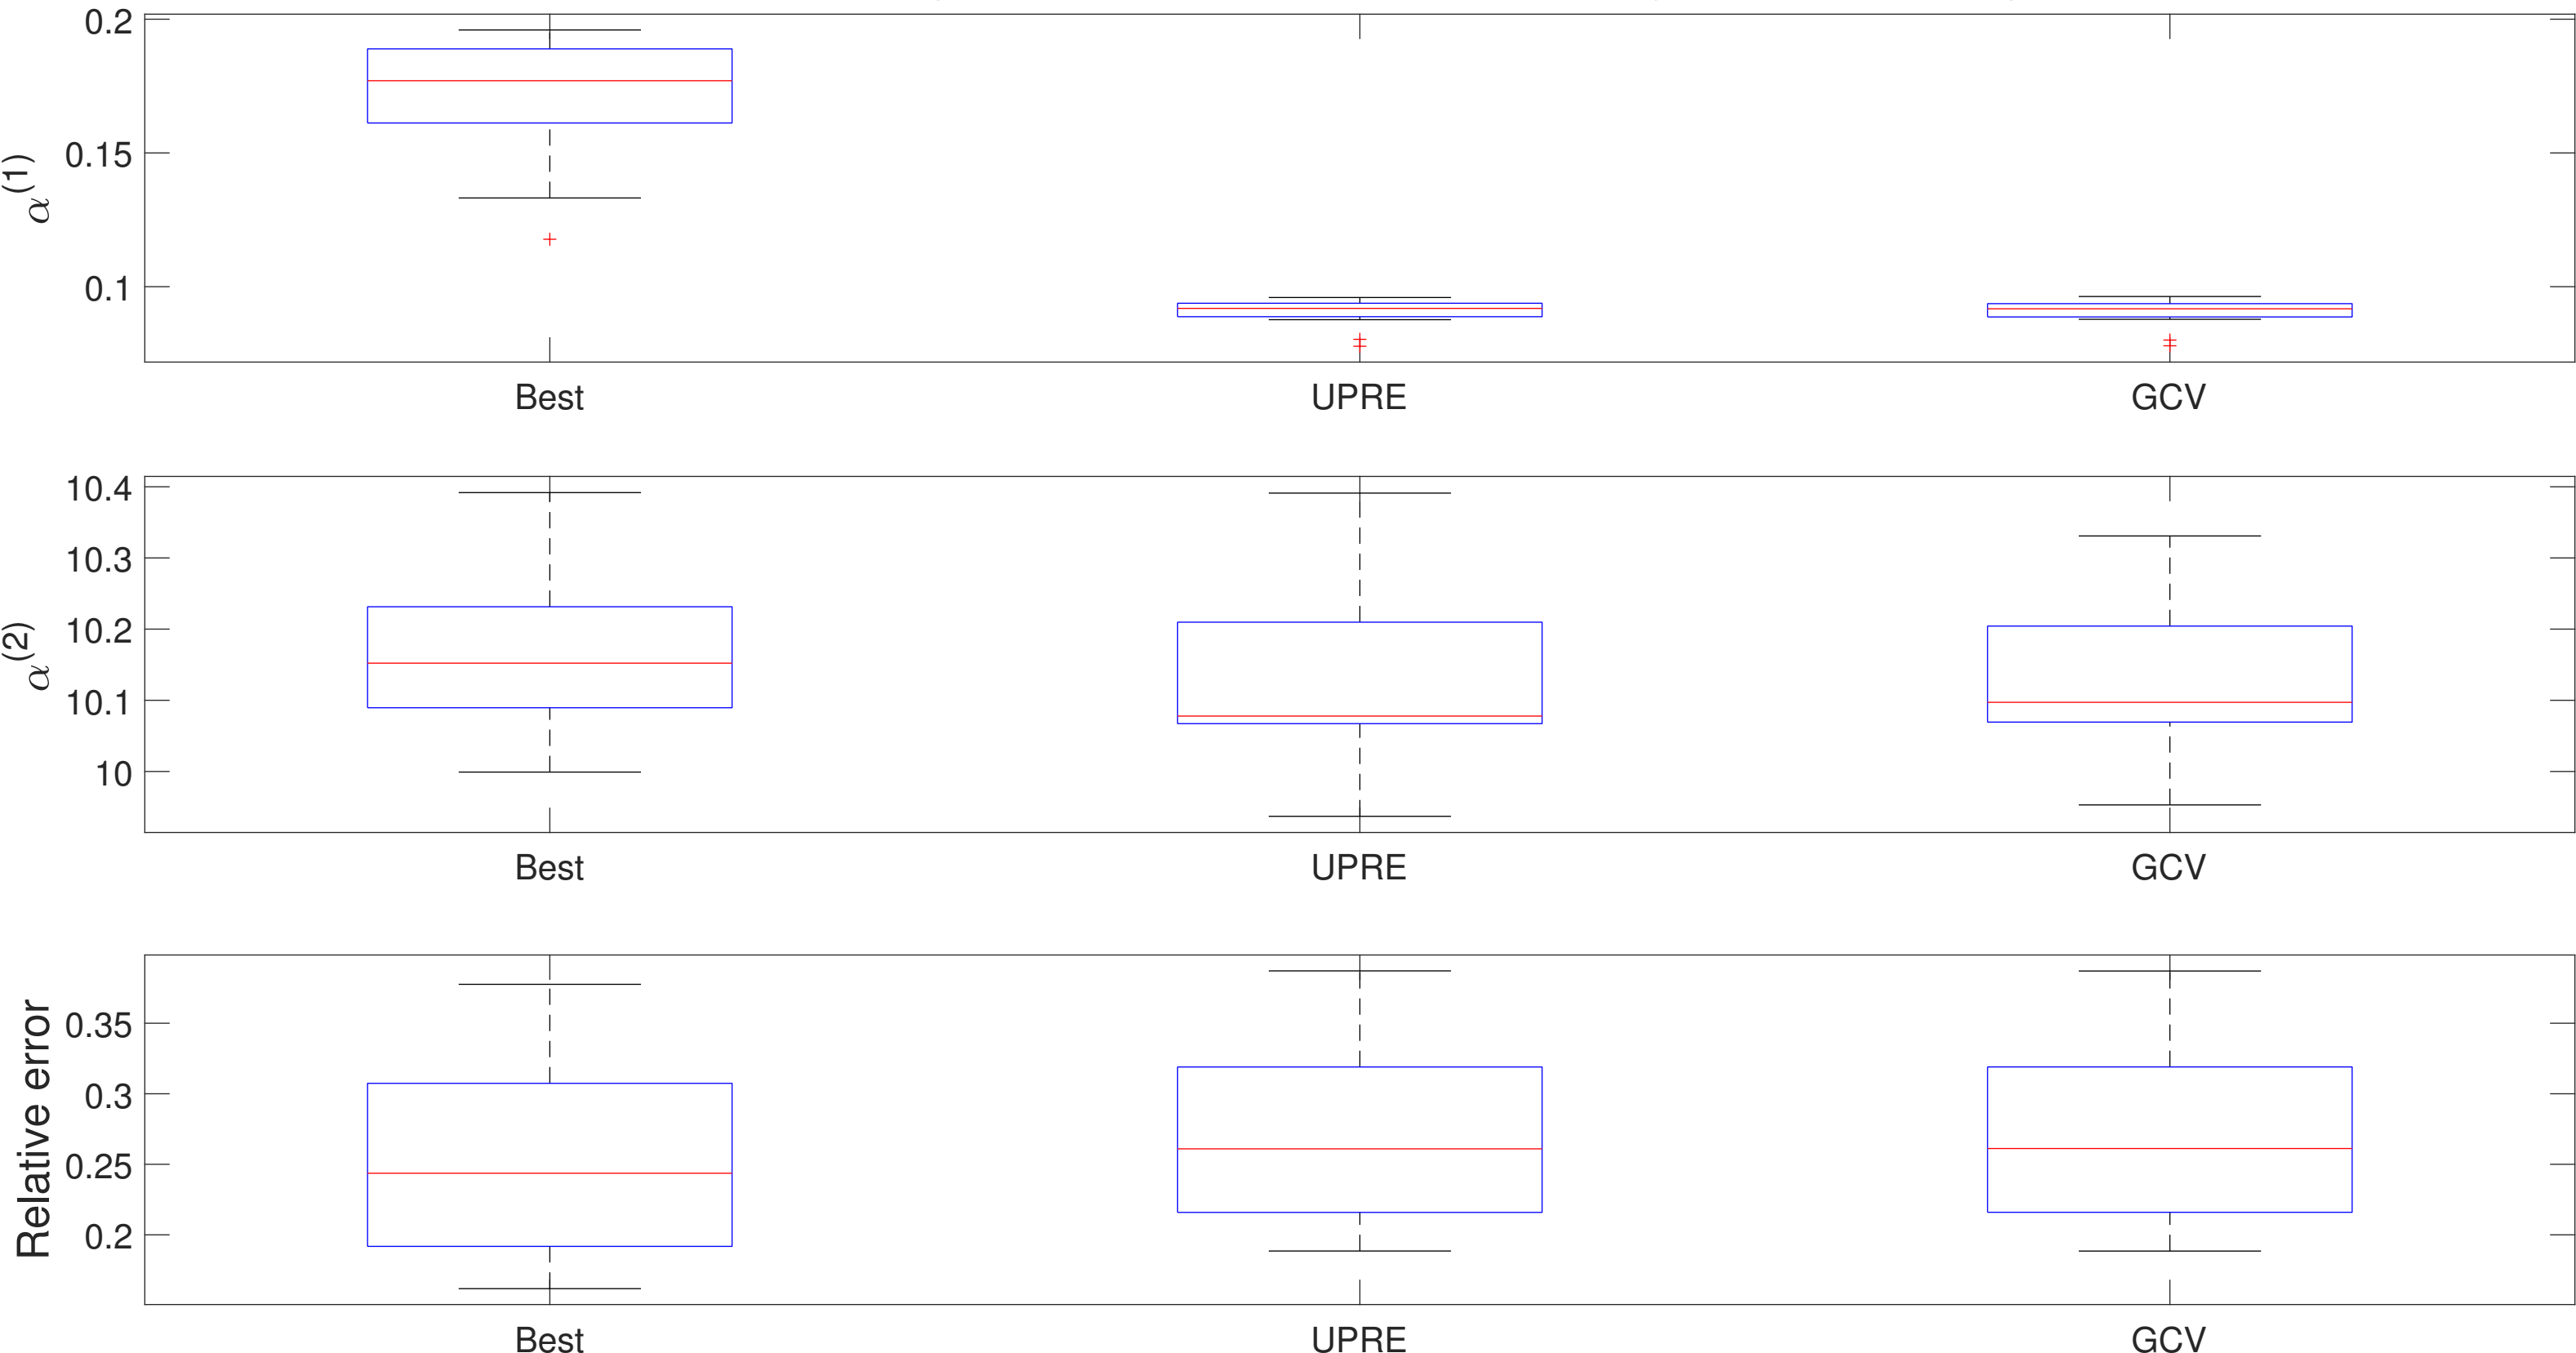 0.2
0.15
0.1
α^(1)
Best UPRE GCV
10.4
10.3
10.2
10.1
10
α^(2)
Best UPRE GCV
0.35
0.3
0.25
0.2
Relative error
Best UPRE GCV